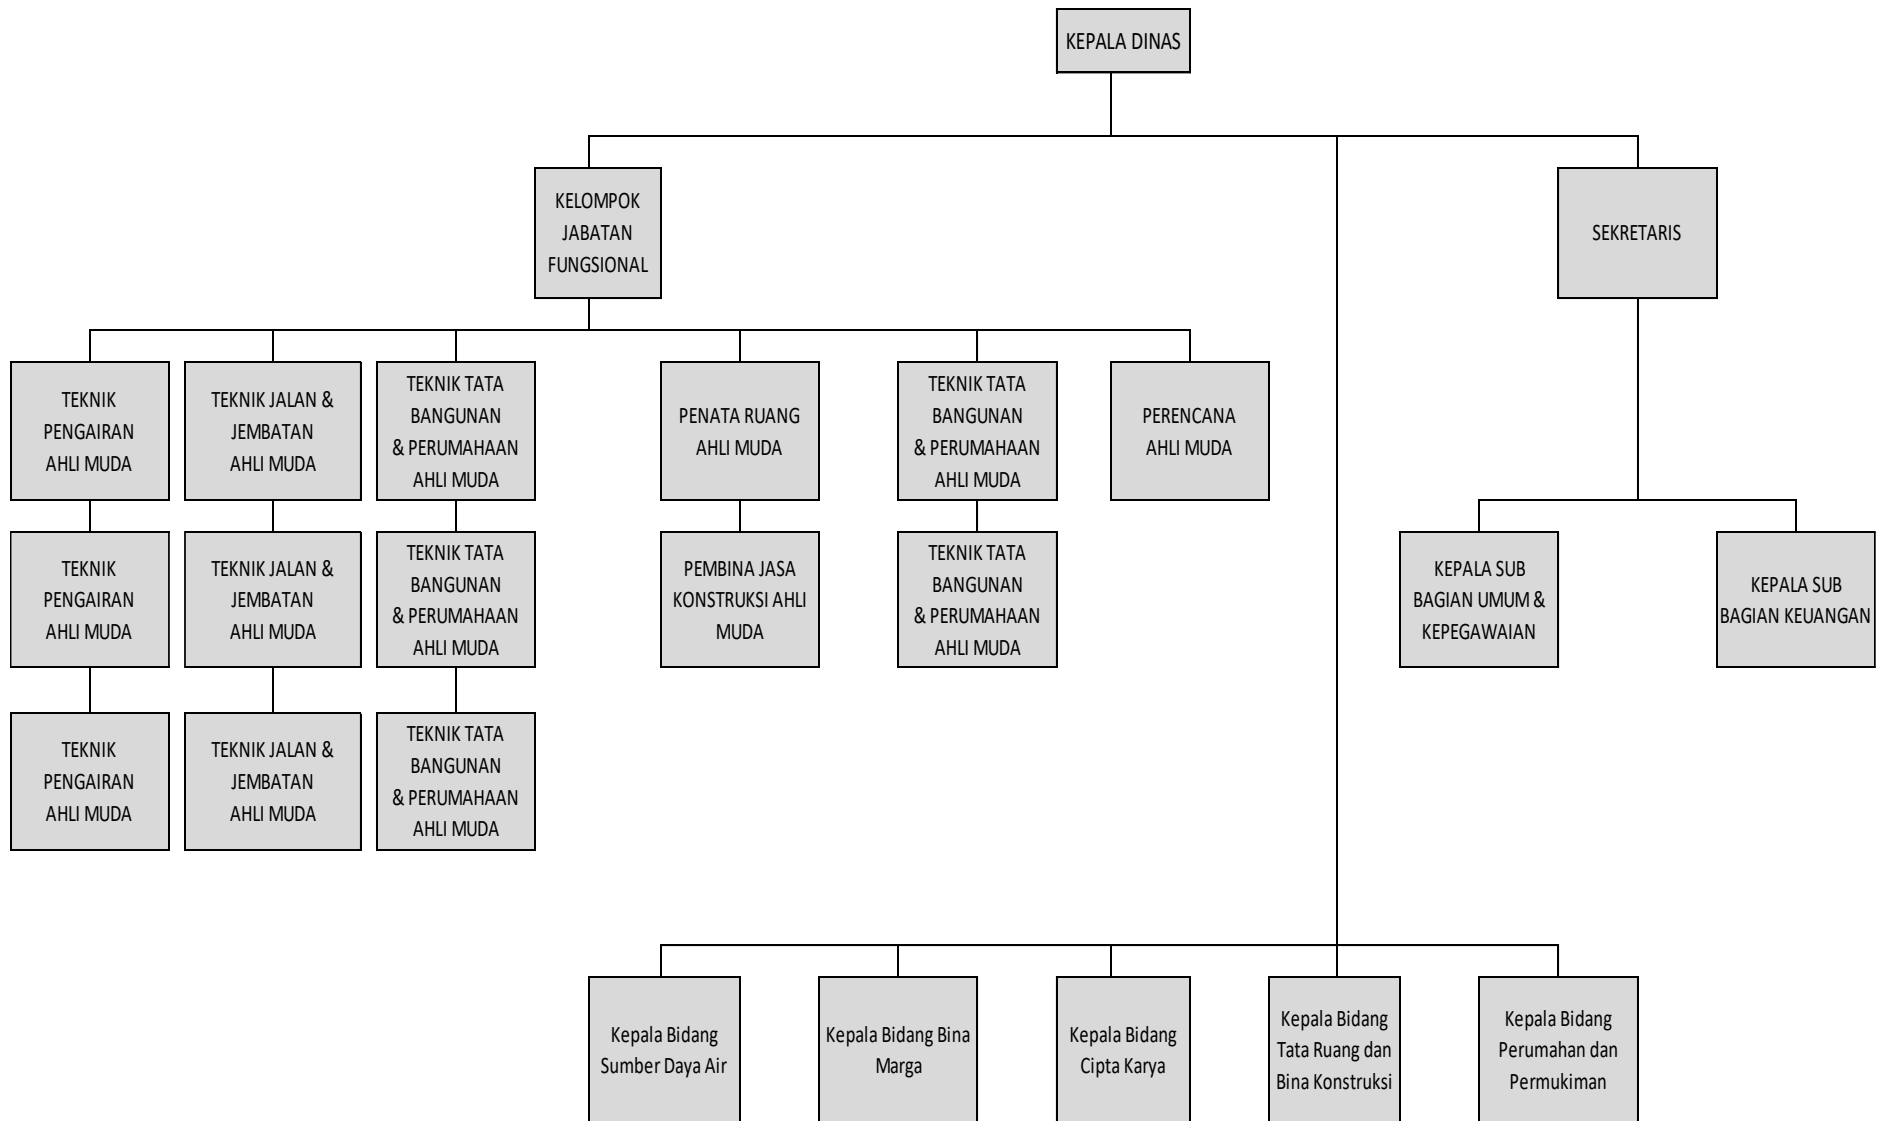 KEPALA DINAS
KELOMPOK
JABATAN
FUNGSIONAL
SEKRETARIS
TEKNIK
PENGAIRAN
AHLI MUDA
TEKNIK JALAN &
JEMBATAN
AHLI MUDA
TEKNIK TATA
BANGUNAN
& PERUMAHAAN
AHLI MUDA
PENATA RUANG
AHLI MUDA
TEKNIK TATA
BANGUNAN
& PERUMAHAAN
AHLI MUDA
PERENCANA
AHLI MUDA
TEKNIK
PENGAIRAN
AHLI MUDA
TEKNIK JALAN &
JEMBATAN
AHLI MUDA
TEKNIK TATA
BANGUNAN
& PERUMAHAAN
AHLI MUDA
PEMBINA JASA
KONSTRUKSI AHLI
MUDA
TEKNIK TATA
BANGUNAN
& PERUMAHAAN
AHLI MUDA
KEPALA SUB
BAGIAN UMUM &
KEPEGAWAIAN
KEPALA SUB
BAGIAN KEUANGAN
TEKNIK
PENGAIRAN
AHLI MUDA
TEKNIK JALAN &
JEMBATAN
AHLI MUDA
TEKNIK TATA
BANGUNAN
& PERUMAHAAN
AHLI MUDA
Kepala Bidang
Sumber Daya Air
Kepala Bidang Bina
Marga
Kepala Bidang
Cipta Karya
Kepala Bidang
Tata Ruang dan
Bina Konstruksi
Kepala Bidang
Perumahan dan
Permukiman